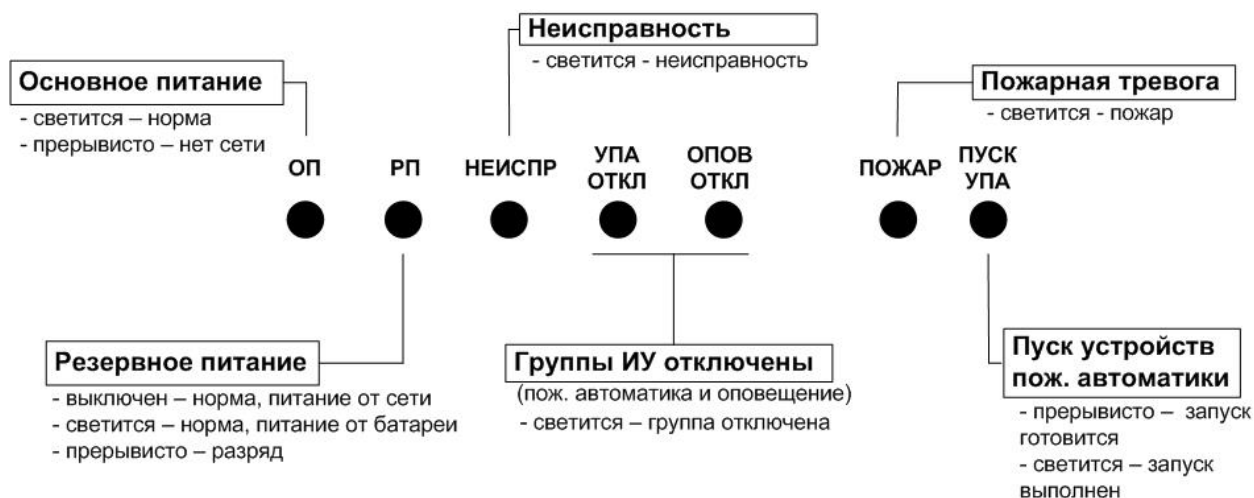 Неисправность
- светится - неисправность
Основное питание
- светится – норма
- прерывисто – нет сети
Пожарная тревога
- светится - пожар
ОП
РП
НЕИСПР
УПА
ОТКЛ
ОПОВ
ОТКЛ
ПОЖАР
ПУСК
УПА
Резервное питание
- выключен – норма, питание от сети
- светится – норма, питание от батареи
- прерывисто – разряд
Группы ИУ отключены
(пож. автоматика и оповещение)
- светится – группа отключена
Пуск устройств
пож. автоматики
- прерывисто – запуск
готовится
- светится – запуск
выполнен